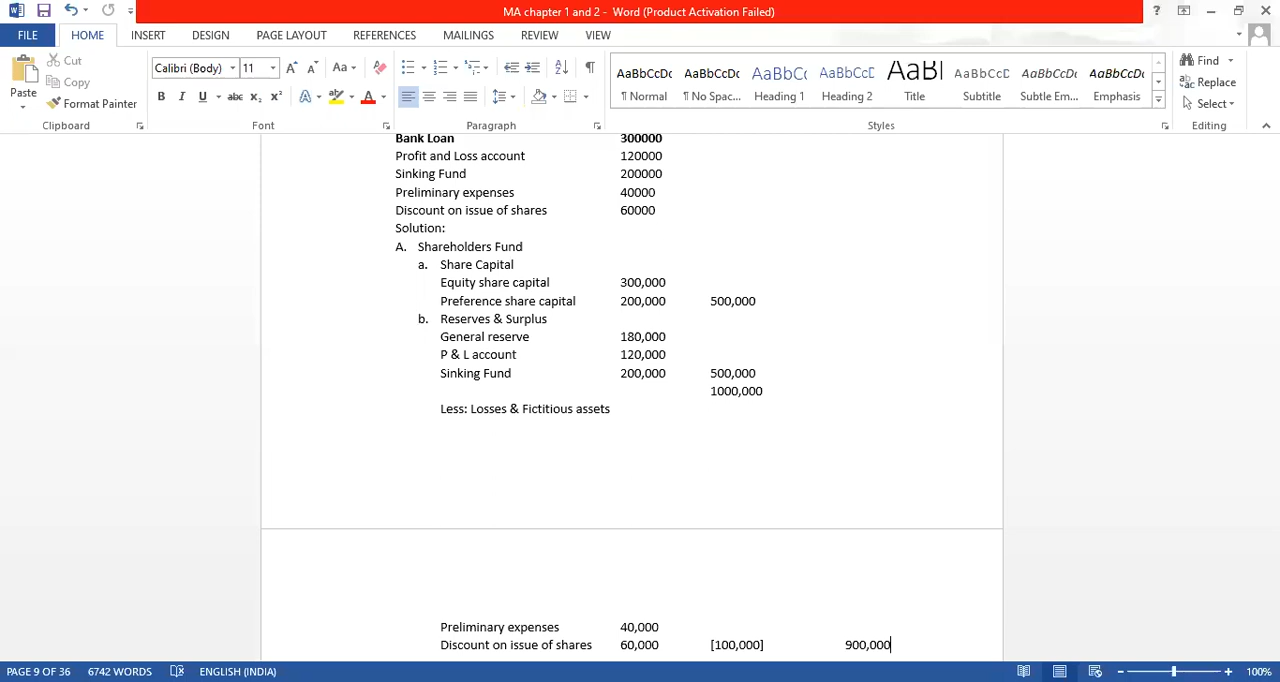 MA chapter 1 and 2 - Word (Product Activation Failed)
FILE HOME INSERT DESIGN PAGE LAYOUT REFERENCES MAILINGS REVIEW VIEW
Paste
Cut
Copy
Format Painter
Clipboard
Calibri (Body) 11
Font
Paragraph
AaBbCcDc AaBbCcDc AaBbCc AaBbCcD AaBl AaBbCcD AaBbCcDc AaBbCcDc
¶ Normal ¶ No Spac... Heading 1 Heading 2 Title Subtitle Subtle Em... Emphasis
Styles
Find
Replace
Select
Editing
Bank Loan 300000
Profit and Loss account 120000
Sinking Fund 200000
Preliminary expenses 40000
Discount on issue of shares 60000
Solution:
A. Shareholders Fund
a. Share Capital
Equity share capital 300,000
Preference share capital 200,000 500,000
b. Reserves & Surplus
General reserve 180,000
P & L account 120,000
Sinking Fund 200,000 500,000
1000,000
Less: Losses & Fictitious assets
Preliminary expenses 40,000
Discount on issue of shares 60,000 [100,000] 900,000
PAGE 9 OF 36 6742 WORDS ENGLISH (INDIA) 100%